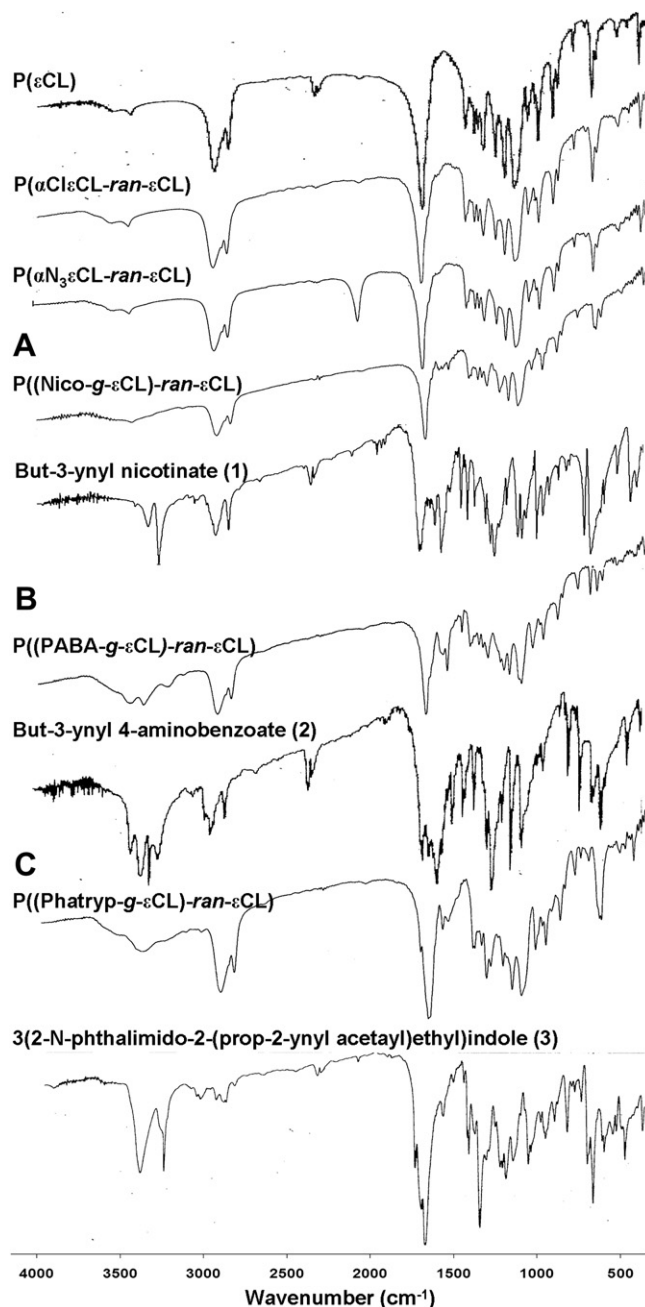 P(εCL)
P(αClεCL-ran-εCL)
P(αN₃εCL-ran-εCL)
A
P((Nico-g-εCL)-ran-εCL)
But-3-ynyl nicotinate (1)
B
P((PABA-g-εCL)-ran-εCL)
But-3-ynyl 4-aminobenzoate (2)
C
P((Phatryp-g-εCL)-ran-εCL)
3(2-N-phthalimido-2-(prop-2-ynyl acetayl)ethyl)indole (3)
4000 3500 3000 2500 2000 1500 1000 500
Wavenumber (cm⁻¹)